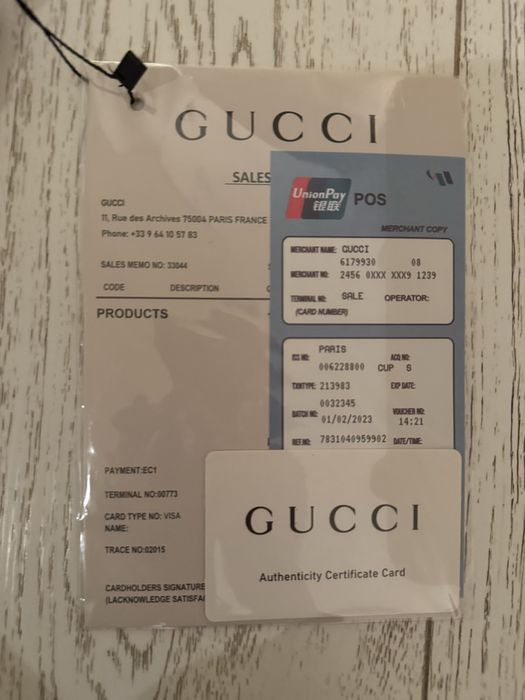 GUCCI
SALES
GUCCI
11, Rue des Archives 75004 PARIS FRANCE
Phone: +33 9 64 10 57 83
SALES MEMO NO: 33044
CODE DESCRIPTION
PRODUCTS
PAYMENT:EC1
TERMINAL NO:00773
CARD TYPE NO: VISA
NAME:
TRACE NO:02015
CARDHOLDERS SIGNATURE
(LACKNOWLEDGE SATISFA
UnionPay
银联
POS
MERCHANT COPY
MERCHANT NAME: GUCCI
6179930 08
MERCHANT NO: 2456 0XXX XXX9 1239
TERMINAL NO: SALE OPERATOR:
(CARD NUMBER)
PARIS
ISS NO: ACQ NO:
006228800 CUP S
TXNTYPE: 213983 EXP DATE:
0032345
BATCH NO: 01/02/2023 VOUCHER NO:
14:21
REF.NO: 7831040959902 DATE/TIME:
GUCCI
Authenticity Certificate Card